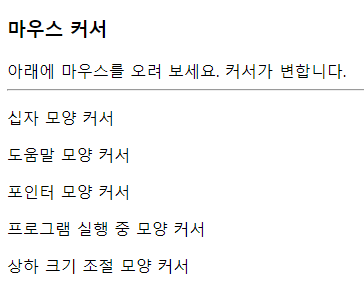 마우스 커서
아래에 마우스를 오려 보세요. 커서가 변합니다.
십자 모양 커서
도움말 모양 커서
포인터 모양 커서
프로그램 실행 중 모양 커서
상하 크기 조절 모양 커서